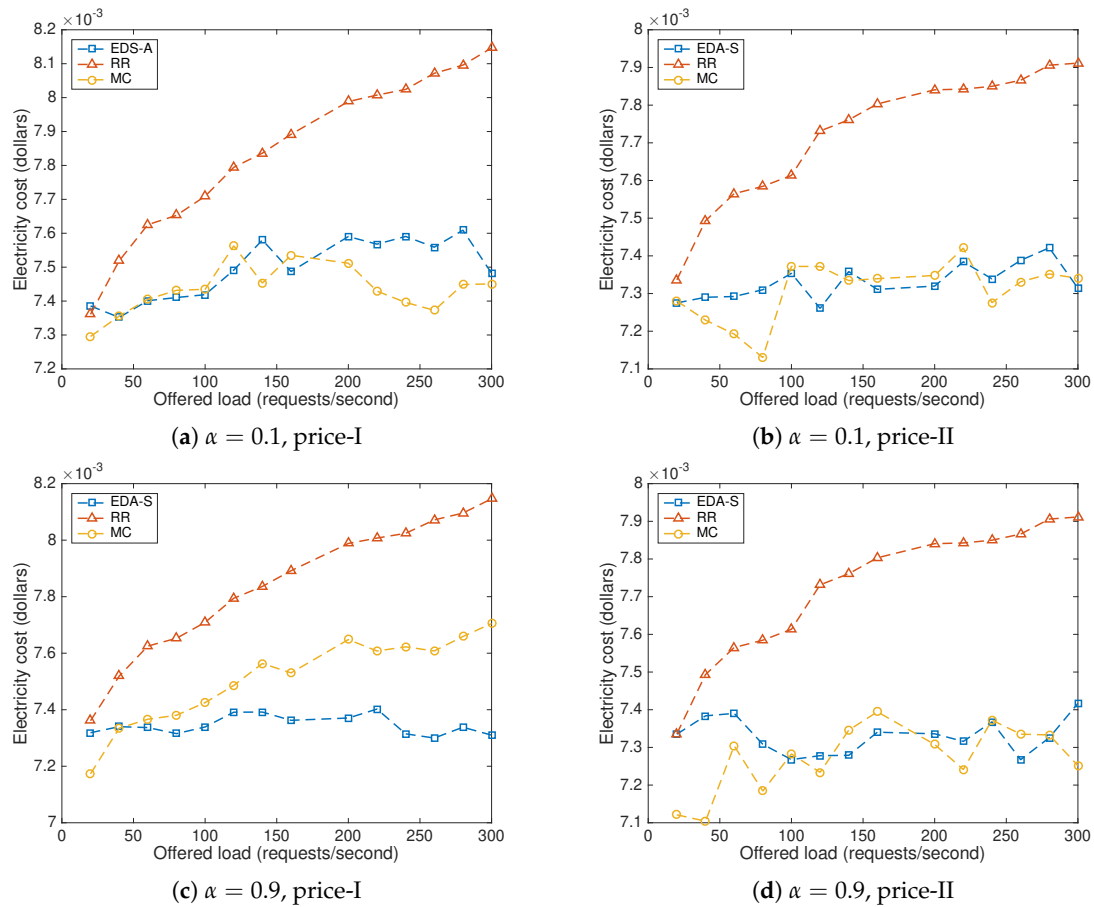 ×10⁻³
8.2
8.1
8
7.9
7.8
7.7
7.6
7.5
7.4
7.3
7.2
Electricity cost (dollars)
EDS-A
RR
MC
0 50 100 150 200 250 300
Offered load (requests/second)
(a) α = 0.1, price-I
×10⁻³
8
7.9
7.8
7.7
7.6
7.5
7.4
7.3
7.2
7.1
Electricity cost (dollars)
EDA-S
RR
MC
0 50 100 150 200 250 300
Offered load (requests/second)
(b) α = 0.1, price-II
×10⁻³
8.2
8
7.8
7.6
7.4
7.2
7
Electricity cost (dollars)
EDA-S
RR
MC
0 50 100 150 200 250 300
Offered load (requests/second)
(c) α = 0.9, price-I
×10⁻³
8
7.9
7.8
7.7
7.6
7.5
7.4
7.3
7.2
7.1
Electricity cost (dollars)
EDA-S
RR
MC
0 50 100 150 200 250 300
Offered load (requests/second)
(d) α = 0.9, price-II